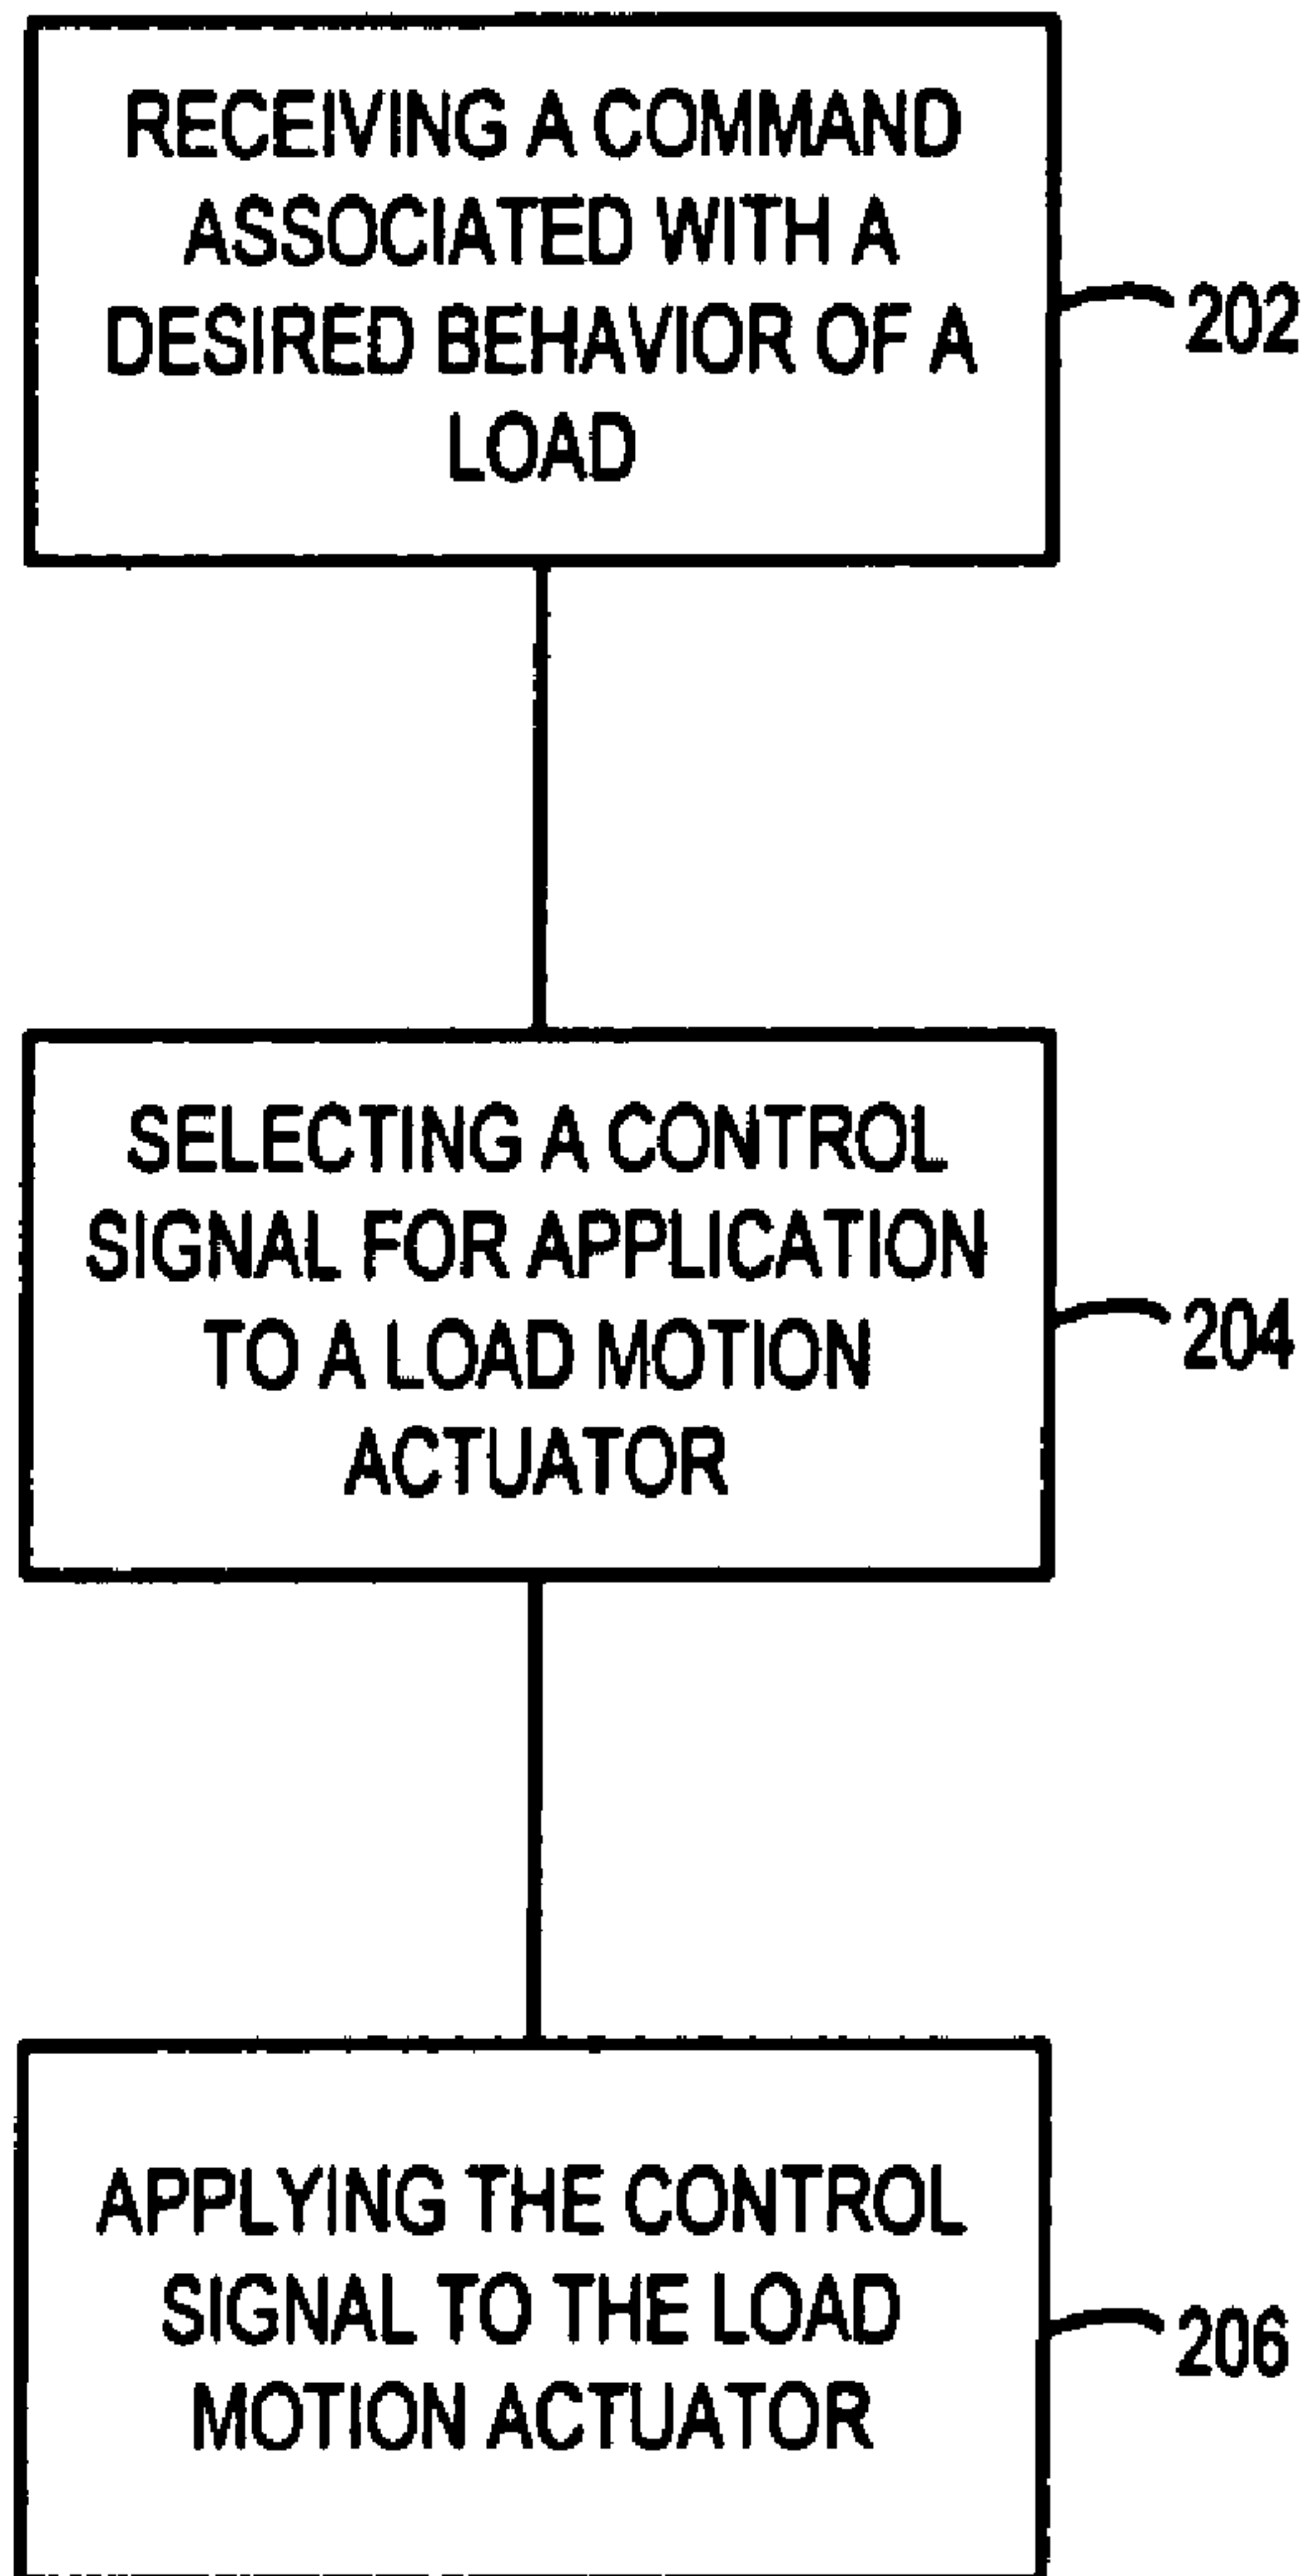 RECEIVING A COMMAND
ASSOCIATED WITH A
DESIRED BEHAVIOR OF A
LOAD
202
SELECTING A CONTROL
SIGNAL FOR APPLICATION
TO A LOAD MOTION
ACTUATOR
204
APPLYING THE CONTROL
SIGNAL TO THE LOAD
MOTION ACTUATOR
206